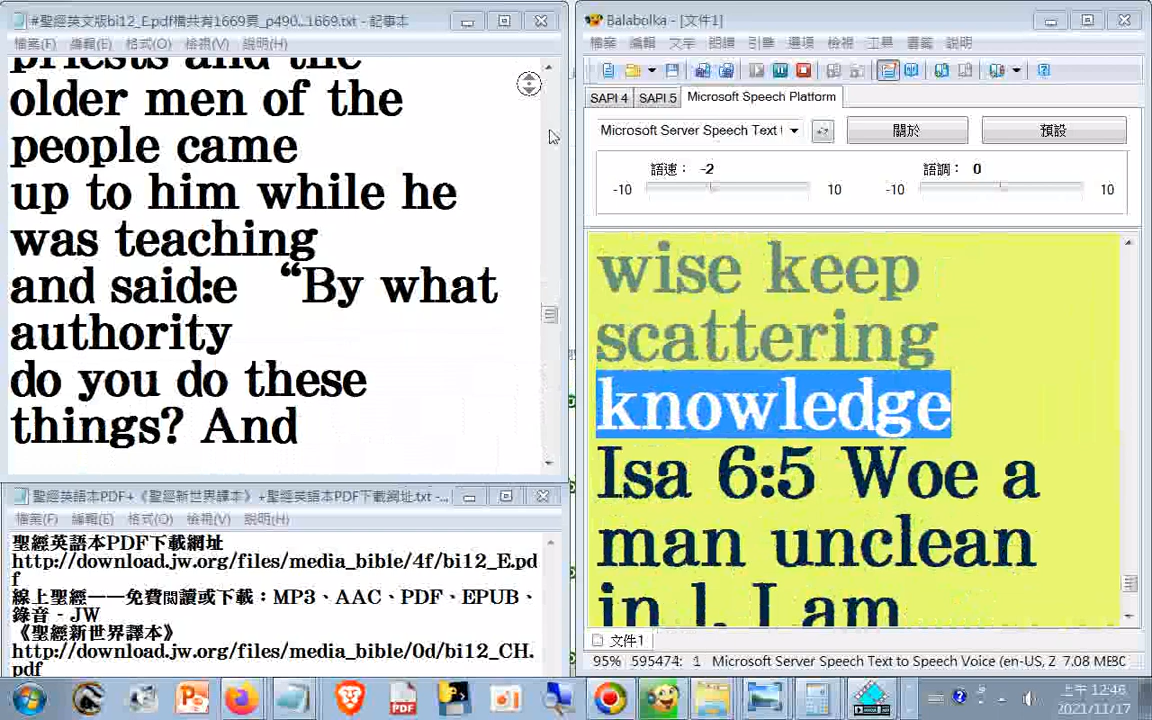 #聖經英文版bi12_E.pdf檔共有1669頁_p490...1669.txt - 記事本
檔案(F) 編輯(E) 格式(O) 檢視(V) 說明(H)
priests and the
older men of the
people came
up to him while he
was teaching
and said:e “By what
authority
do you do these
things? And
聖經英語本PDF+《聖經新世界譯本》+聖經英語本PDF下載網址.txt - ...
檔案(F) 編輯(E) 格式(O) 檢視(V) 說明(H)
聖經英語本PDF下載網址
http://download.jw.org/files/media_bible/4f/bi12_E.pd
f
線上聖經——免費閱讀或下載：MP3、AAC、PDF、EPUB、
錄音 - JW
《聖經新世界譯本》
http://download.jw.org/files/media_bible/0d/bi12_CH.
pdf
Balabolka - [文件1]
檔案 編輯 文字 朗讀 引擎 選項 檢視 工具 書籤 說明
SAPI 4 SAPI 5 Microsoft Speech Platform
Microsoft Server Speech Text 關於 預設
語速： -2 語調： 0
-10 10 -10 10
wise keep
scattering
knowledge
Isa 6:5 Woe a
man unclean
in l. I am
文件1
95% 595474: 1 Microsoft Server Speech Text to Speech Voice (en-US, Z 7.08 MB
上午 12:46
2021/11/17